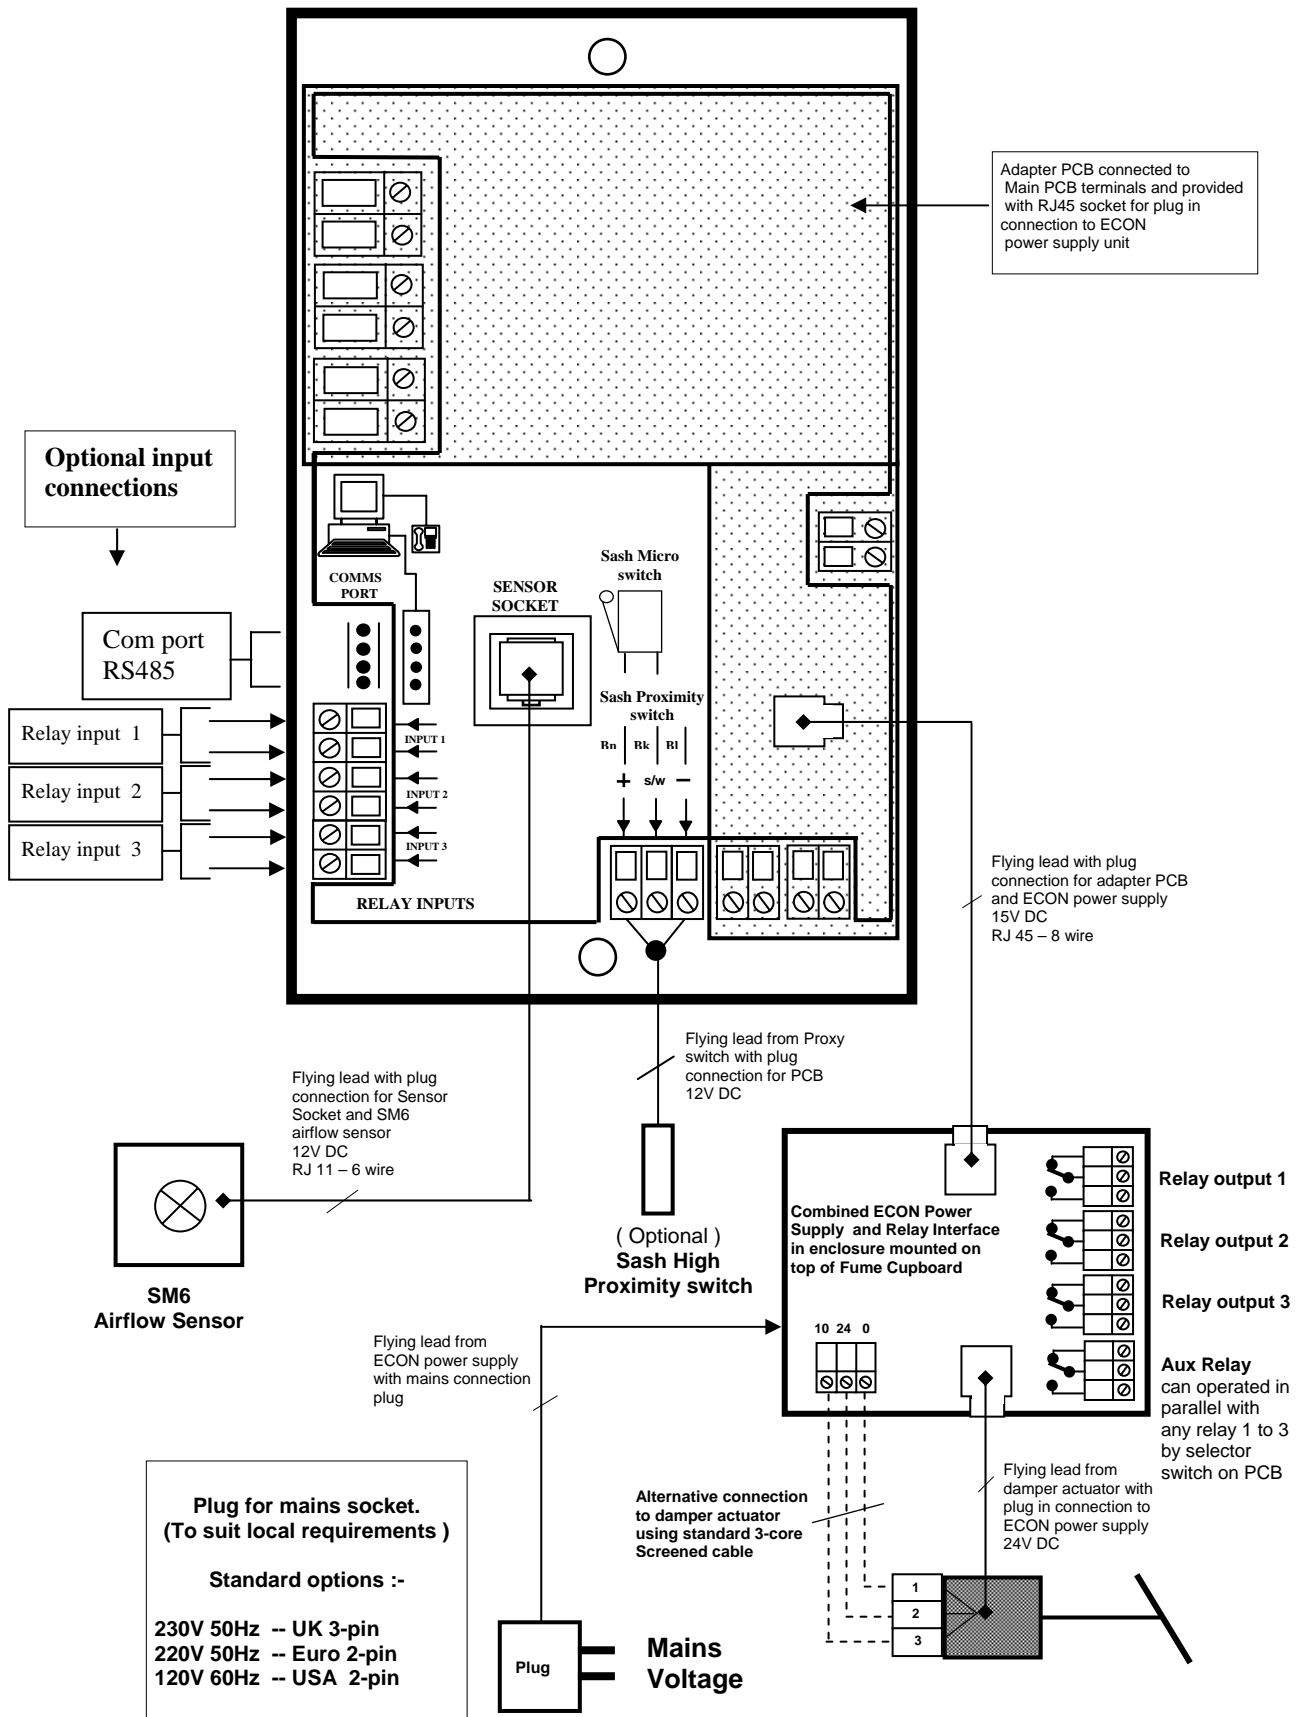 Adapter PCB connected to
Main PCB terminals and provided
with RJ45 socket for plug in
connection to ECON
power supply unit
Optional input
connections
COMMS
PORT
SENSOR
SOCKET
Sash Micro
switch
Com port
RS485
Sash Proximity
switch
Bn Bk Bl
+ s/w −
Relay input 1
INPUT 1
Relay input 2
INPUT 2
Relay input 3
INPUT 3
RELAY INPUTS
Flying lead with plug
connection for adapter PCB
and ECON power supply
15V DC
RJ 45 – 8 wire
Flying lead from Proxy
switch with plug
connection for PCB
12V DC
Flying lead with plug
connection for Sensor
Socket and SM6
airflow sensor
12V DC
RJ 11 – 6 wire
SM6
Airflow Sensor
( Optional )
Sash High
Proximity switch
Combined ECON Power
Supply and Relay Interface
in enclosure mounted on
top of Fume Cupboard
10 24 0
Relay output 1
Relay output 2
Relay output 3
Aux Relay
can operated in
parallel with
any relay 1 to 3
by selector
switch on PCB
Flying lead from
ECON power supply
with mains connection
plug
Alternative connection
to damper actuator
using standard 3-core
Screened cable
Flying lead from
damper actuator with
plug in connection to
ECON power supply
24V DC
1
2
3
Plug for mains socket.
(To suit local requirements )
Standard options :-
230V 50Hz -- UK 3-pin
220V 50Hz -- Euro 2-pin
120V 60Hz -- USA 2-pin
Plug
Mains
Voltage